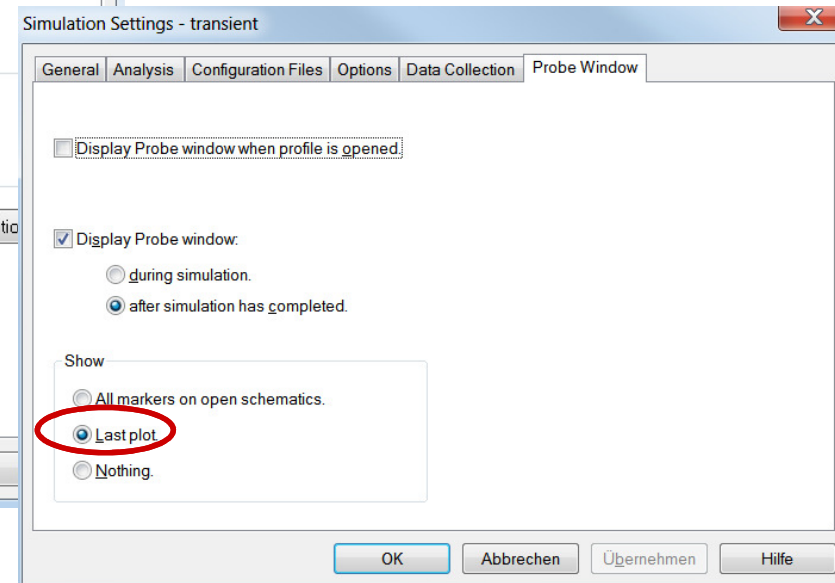 Simulation Settings - transient
General Analysis Configuration Files Options Data Collection Probe Window
Display Probe window when profile is opened.
tio
Display Probe window:
during simulation.
after simulation has completed.
Show
All markers on open schematics.
Last plot.
Nothing.
OK Abbrechen Übernehmen Hilfe